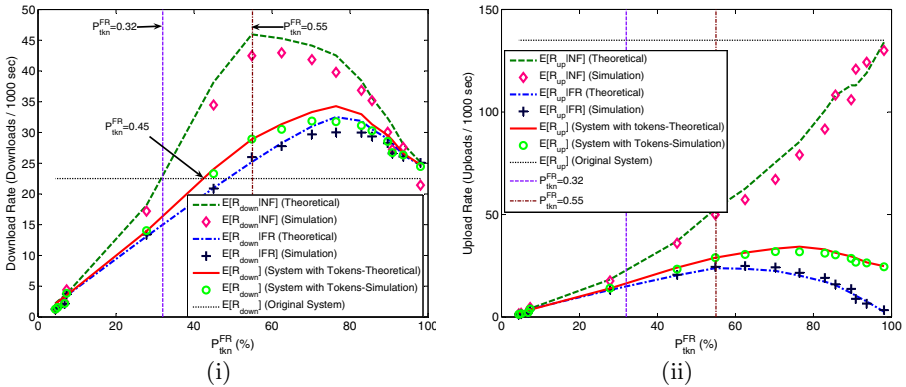 P^FR_tkn=0.32
P^FR_tkn=0.55
P^FR_tkn=0.45
Download Rate (Downloads / 1000 sec)
50
45
40
35
30
25
20
15
10
5
0
0 20 40 60 80 100
P^FR_tkn (%)
E[R_down|NF] (Theoretical)
E[R_down|NF] (Simulation)
E[R_down|FR (Theoretical)
E[R_down|FR] (Simulation)
E[R_down] (System with Tokens-Theoretical)
E[R_down] (System with Tokens-Simulation)
E[R_down] (Original System)
(i)
Upload Rate (Uploads / 1000 sec)
150
100
50
0
0 20 40 60 80 100
P^FR_tkn (%)
E[R_up|NF] (Theoretical)
E[R_up|NF] (Simulation)
E[R_up|FR (Theoretical)
E[R_up|FR] (Simulation)
E[R_up] (System with tokens-Theoretical)
E[R_up] (System with Tokens-Simulation)
E[R_up] (Original System)
P^FR_tkn=0.32
P^FR_tkn=0.55
(ii)